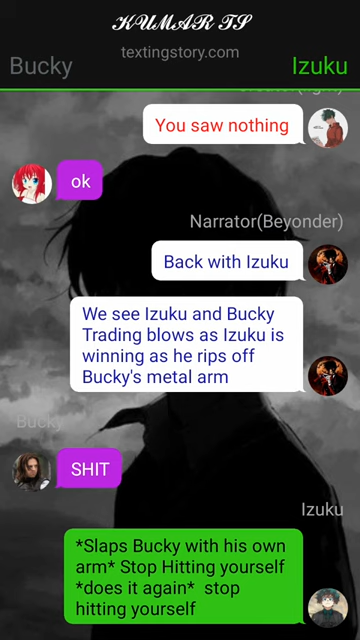 KUMAR TS
textingstory.com
Bucky
Izuku
You saw nothing
ok
Narrator(Beyonder)
Back with Izuku
We see Izuku and Bucky
Trading blows as Izuku is
winning as he rips off
Bucky's metal arm
Bucky
SHIT
Izuku
*Slaps Bucky with his own
arm* Stop Hitting yourself
*does it again*  stop
hitting yourself